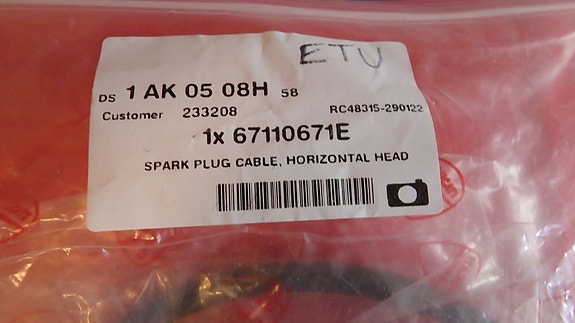 ETU
DS 1 AK 05 08H 58
Customer 233208 RC48315-290122
1x 67110671E
SPARK PLUG CABLE, HORIZONTAL HEAD